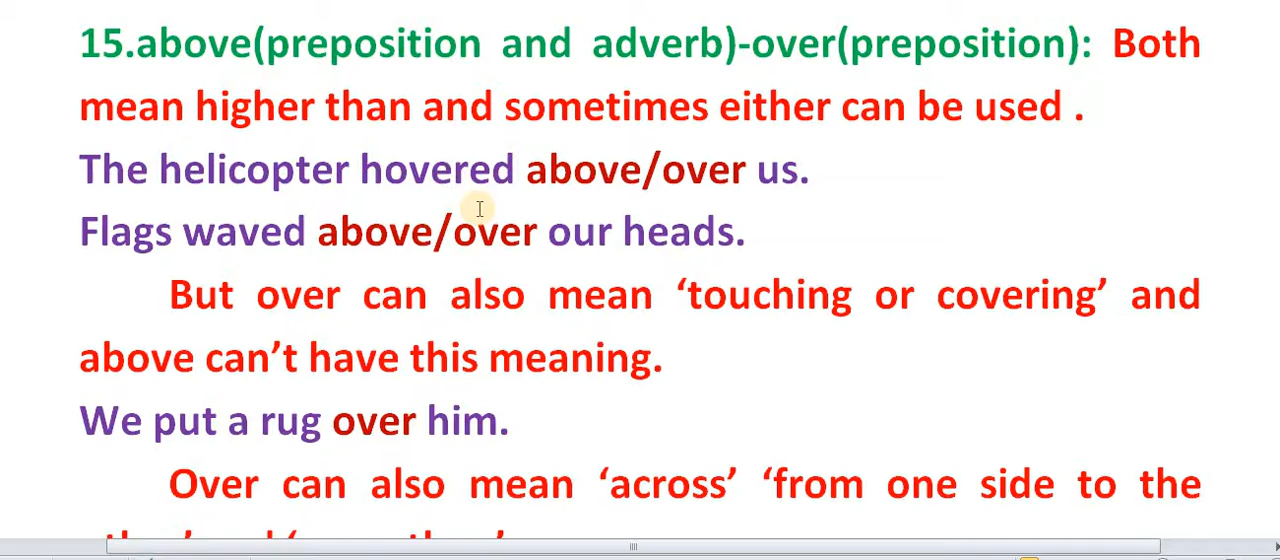 15.above(preposition and adverb)-over(preposition): Both
mean higher than and sometimes either can be used .
The helicopter hovered above/over us.
Flags waved above/over our heads.
But over can also mean ‘touching or covering’ and
above can’t have this meaning.
We put a rug over him.
Over can also mean ‘across’ ‘from one side to the